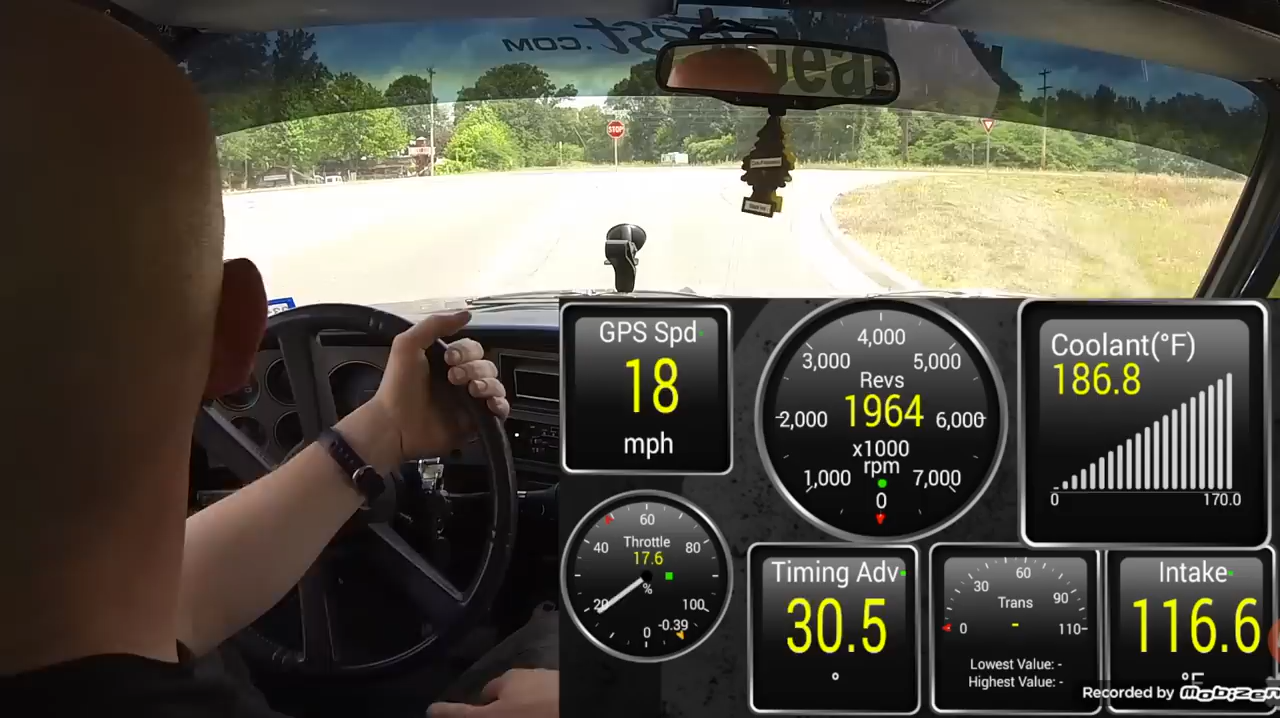 .COM
STOP
GPS Spd
18
mph
4,000
3,000
5,000
Revs
2,000
1964
6,000
x1000
rpm
1,000
7,000
0
Coolant(°F)
186.8
0
170.0
60
Throttle
40
80
17.6
%
20
100
-0.39
0
Timing Adv
30.5
°
60
30
90
Trans
-
0
110
Lowest Value: -
Highest Value: -
Intake
116.6
°F
Recorded by Mobizen